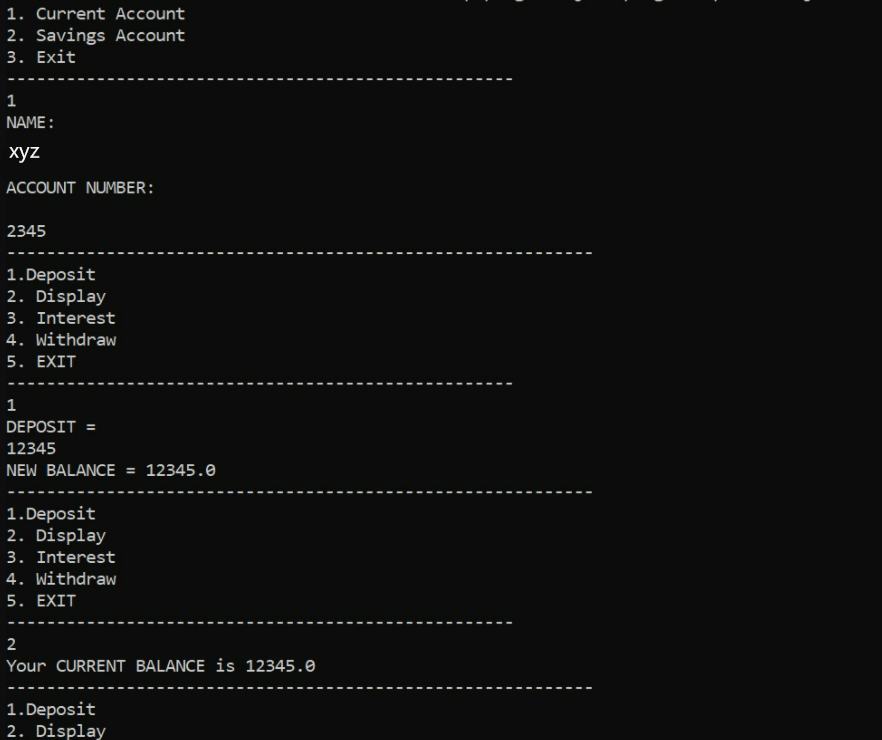 1. Current Account
2. Savings Account
3. Exit
---------------------------------------------------
1
NAME:
xyz
ACCOUNT NUMBER:
2345
-----------------------------------------------------------
1.Deposit
2. Display
3. Interest
4. Withdraw
5. EXIT
---------------------------------------------------
1
DEPOSIT =
12345
NEW BALANCE = 12345.0
-----------------------------------------------------------
1.Deposit
2. Display
3. Interest
4. Withdraw
5. EXIT
---------------------------------------------------
2
Your CURRENT BALANCE is 12345.0
-----------------------------------------------------------
1.Deposit
2. Display